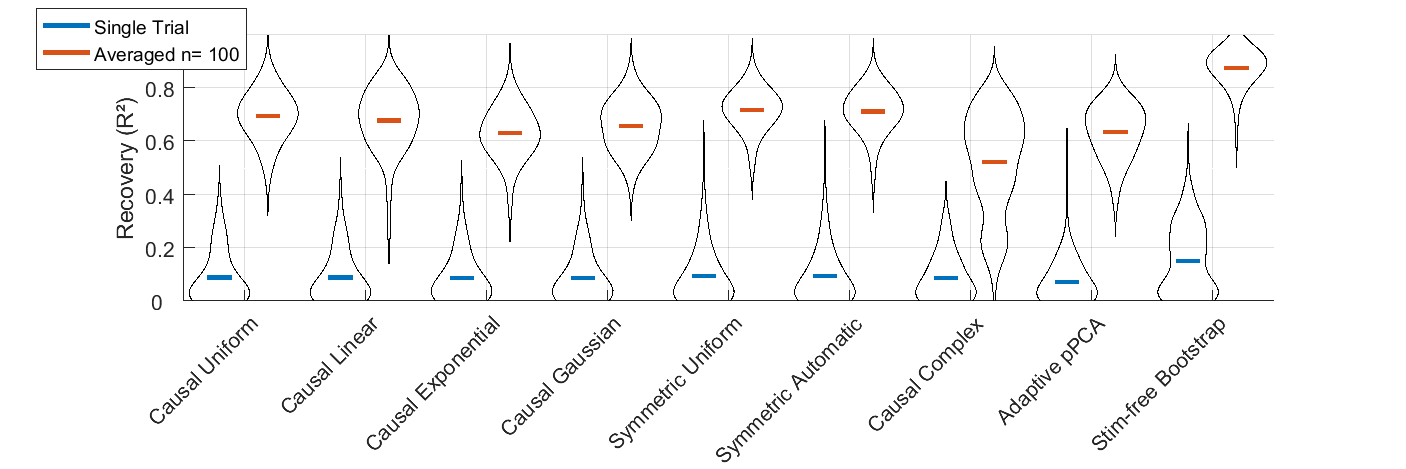 Single Trial
Averaged n= 100
Recovery (R²)
0.8
0.6
0.4
0.2
0
Causal Uniform
Causal Linear
Causal Exponential
Causal Gaussian
Symmetric Uniform
Symmetric Automatic
Causal Complex
Adaptive pPCA
Stim-free Bootstrap